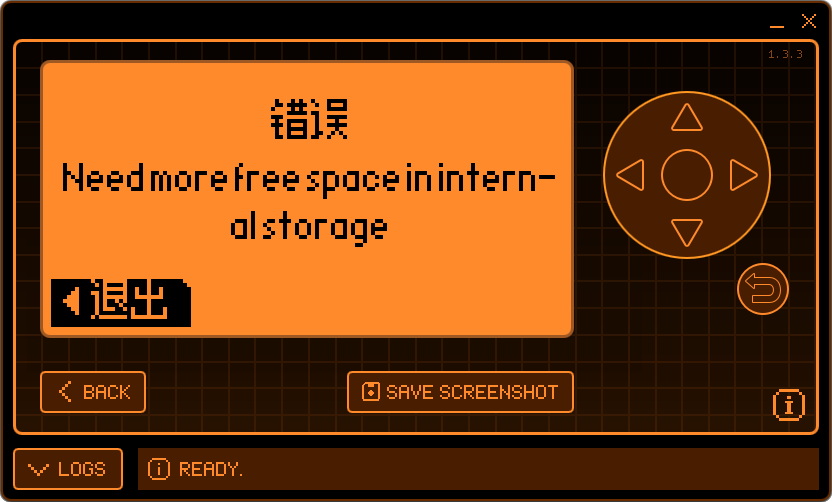 1.3.3
错误
Need more free space in intern-
al storage
退出
BACK
SAVE SCREENSHOT
LOGS
READY.